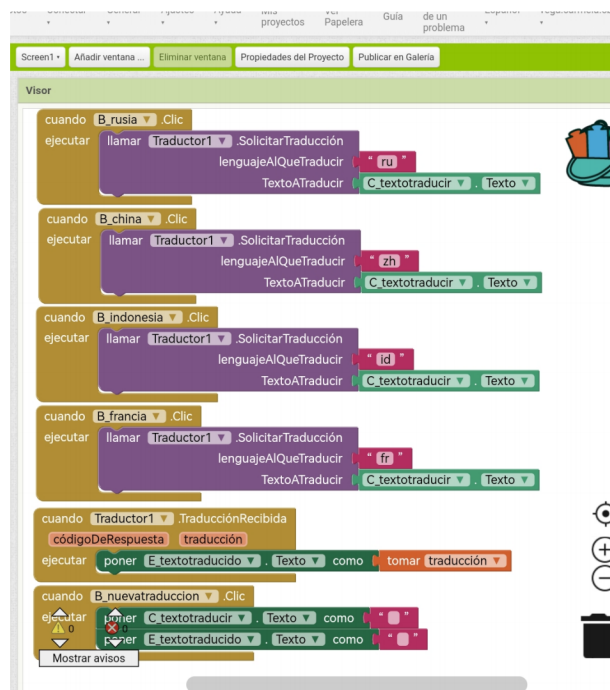 Mis proyectos
Ver Papelera
Guía
de un problema
Screen1
Añadir ventana ...
Eliminar ventana
Propiedades del Proyecto
Publicar en Galería
Visor
cuando B_rusia .Clic
ejecutar llamar Traductor1 .SolicitarTraducción
lenguajeAlQueTraducir " ru "
TextoATraducir C_textotraducir . Texto
cuando B_china .Clic
ejecutar llamar Traductor1 .SolicitarTraducción
lenguajeAlQueTraducir " zh "
TextoATraducir C_textotraducir . Texto
cuando B_indonesia .Clic
ejecutar llamar Traductor1 .SolicitarTraducción
lenguajeAlQueTraducir " id "
TextoATraducir C_textotraducir . Texto
cuando B_francia .Clic
ejecutar llamar Traductor1 .SolicitarTraducción
lenguajeAlQueTraducir " fr "
TextoATraducir C_textotraducir . Texto
cuando Traductor1 .TraducciónRecibida
códigoDeRespuesta traducción
ejecutar poner E_textotraducido . Texto como tomar traducción
cuando B_nuevatraduccion .Clic
ejecutar poner C_textotraducir . Texto como " "
0 0 poner E_textotraducido . Texto como " "
Mostrar avisos